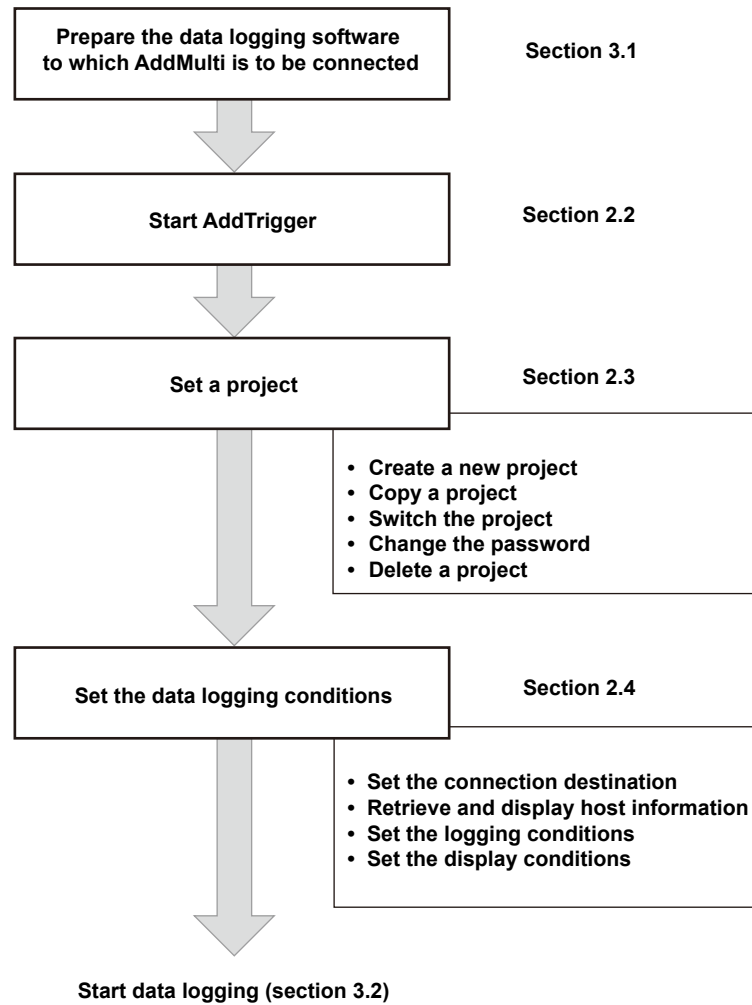 Prepare the data logging software
to which AddMulti is to be connected
Section 3.1
Start AddTrigger
Section 2.2
Set a project
Section 2.3
• Create a new project
• Copy a project
• Switch the project
• Change the password
• Delete a project
Set the data logging conditions
Section 2.4
• Set the connection destination
• Retrieve and display host information
• Set the logging conditions
• Set the display conditions
Start data logging (section 3.2)